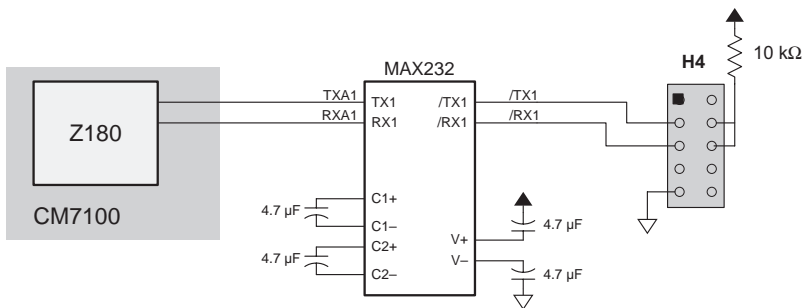 MAX232
H4
10 kΩ
Z180
CM7100
TXA1
RXA1
TX1
RX1
/TX1
/RX1
/TX1
/RX1
C1+
C1–
C2+
C2–
4.7 µF
4.7 µF
V+
V–
4.7 µF
4.7 µF